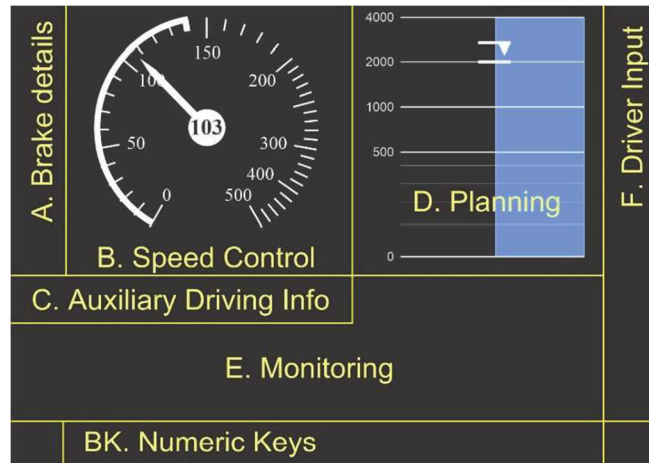 A. Brake details
0
50
100
150
200
300
400
500
103
B. Speed Control
4000
2000
1000
500
0
D. Planning
F. Driver Input
C. Auxiliary Driving Info
E. Monitoring
BK. Numeric Keys